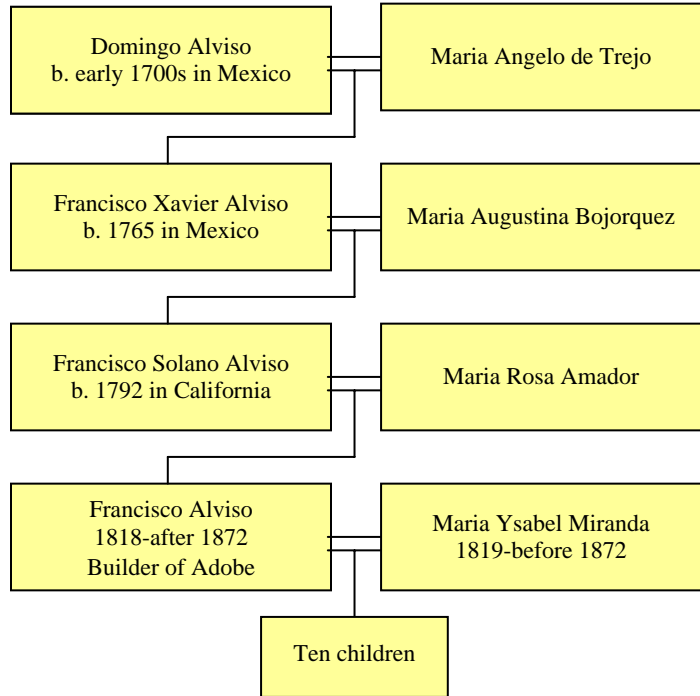 Domingo Alviso
b. early 1700s in Mexico
Maria Angelo de Trejo
Francisco Xavier Alviso
b. 1765 in Mexico
Maria Augustina Bojorquez
Francisco Solano Alviso
b. 1792 in California
Maria Rosa Amador
Francisco Alviso
1818-after 1872
Builder of Adobe
Maria Ysabel Miranda
1819-before 1872
Ten children